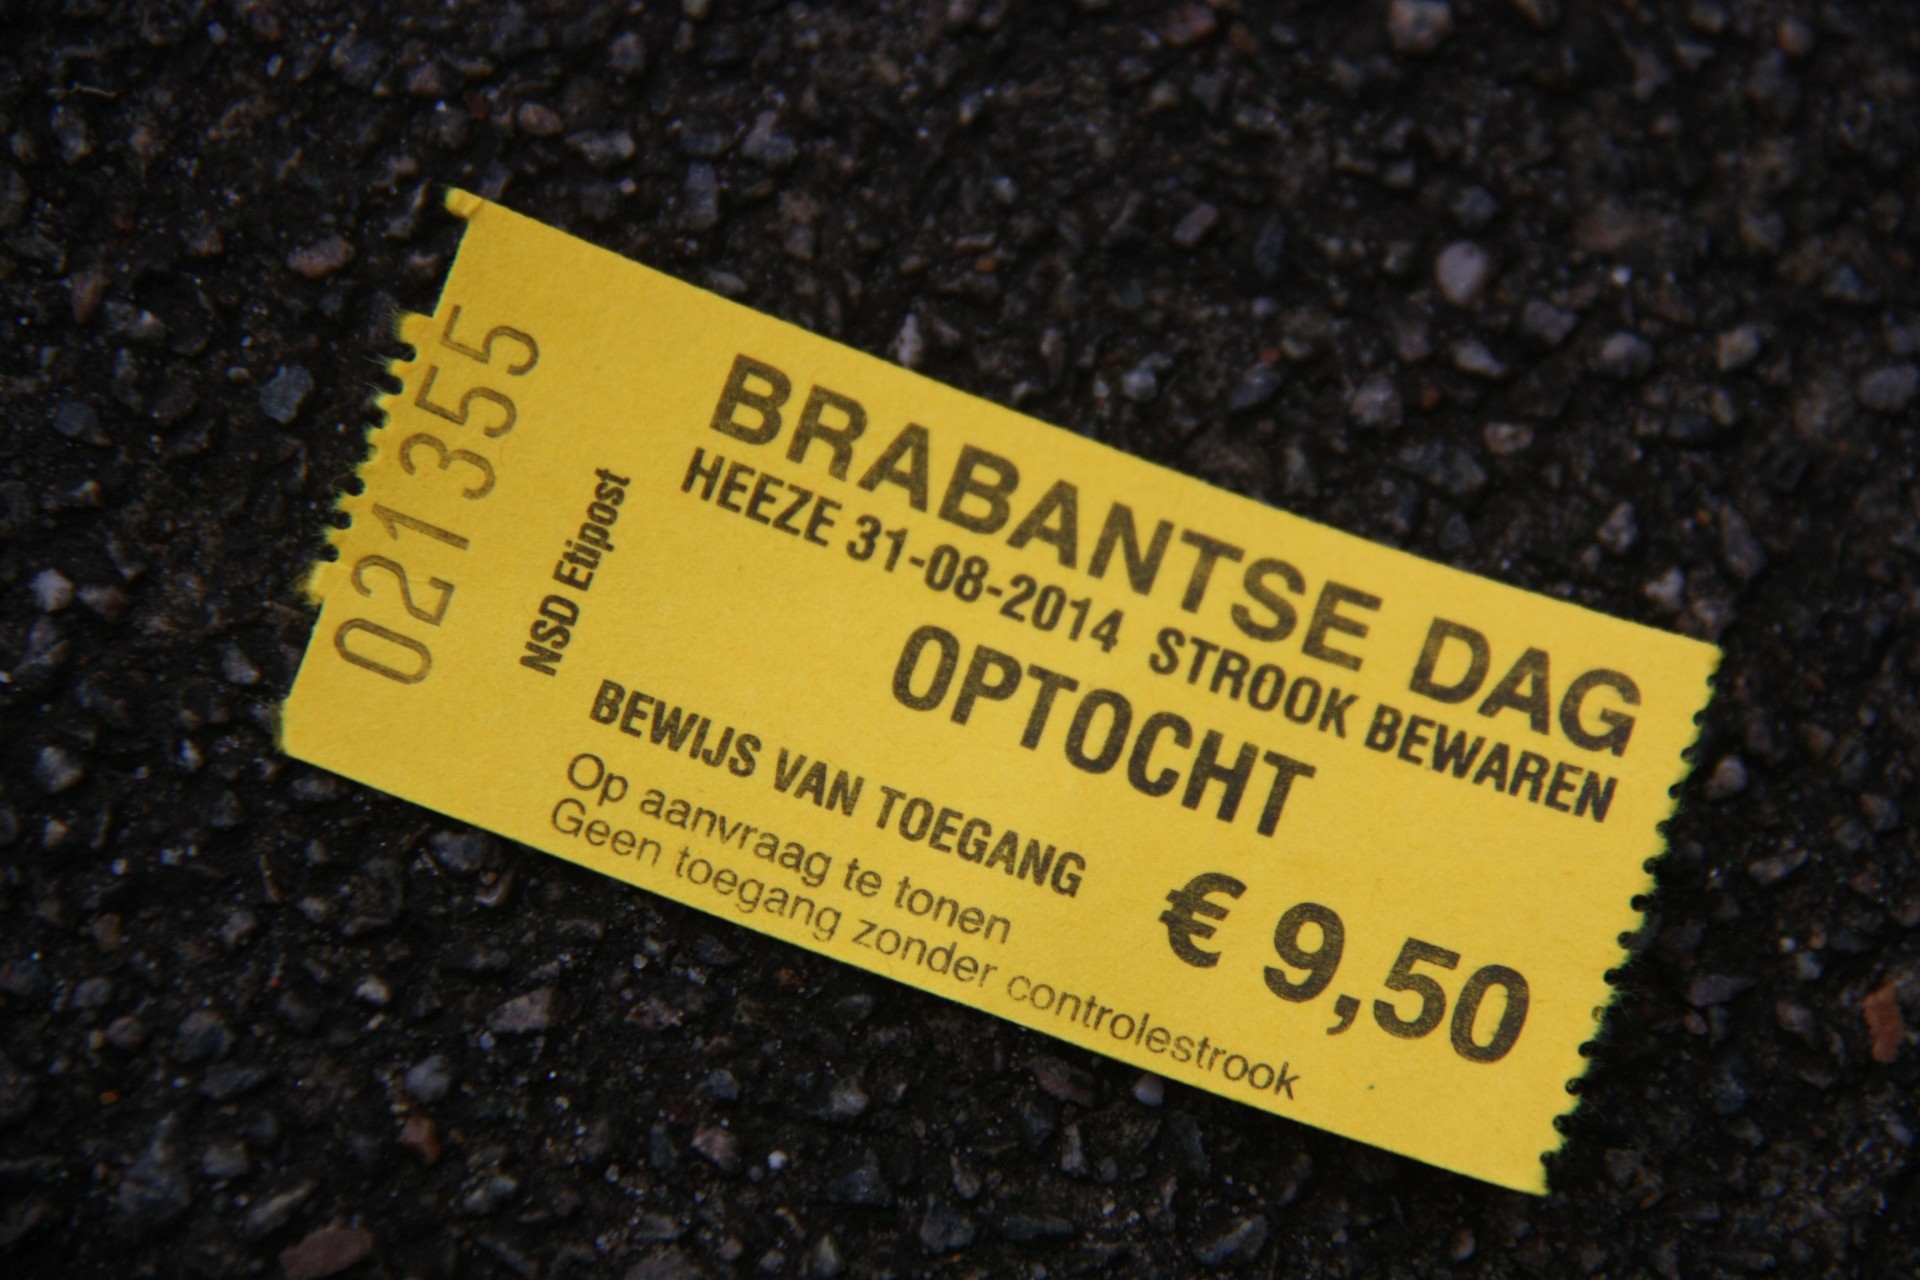 021355
NSD Etipost
BRABANTSE DAG
HEEZE 31-08-2014 STROOK BEWAREN
OPTOCHT
BEWIJS VAN TOEGANG
Op aanvraag te tonen
Geen toegang zonder controlestrook
€ 9,50